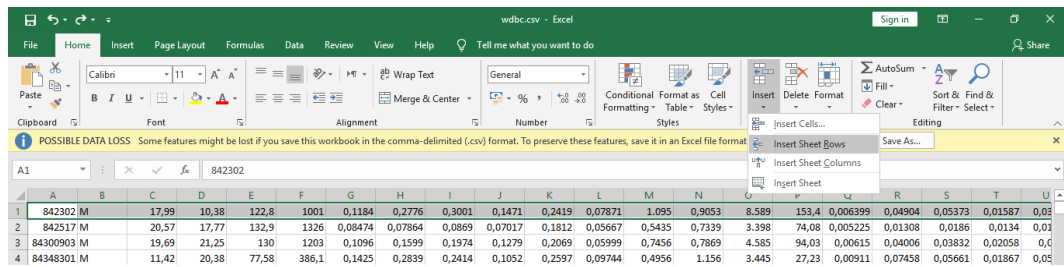 wdbc.csv - Excel Sign in
File Home Insert Page Layout Formulas Data Review View Help Tell me what you want to do Share
Paste Calibri 11 A A Wrap Text General Insert Delete Format AutoSum
B I U A Merge & Center % Conditional Formatting Format as Table Cell Styles Fill Clear Sort & Filter Find & Select
Clipboard Font Alignment Number Styles Editing
Insert Cells...
Insert Sheet Rows
Insert Sheet Columns
Insert Sheet
POSSIBLE DATA LOSS Some features might be lost if you save this workbook in the comma-delimited (.csv) format. To preserve these features, save it in an Excel file format Save As...
A1 fx 842302
A B C D E F G H I J K L M N O P Q R S T U
1 842302 M 17,99 10,38 122,8 1001 0,1184 0,2776 0,3001 0,1471 0,2419 0,07871 1.095 0,9053 8.589 153,4 0,006399 0,04904 0,05373 0,01587 0,03
2 842517 M 20,57 17,77 132,9 1326 0,08474 0,07864 0,0869 0,07017 0,1812 0,05667 0,5435 0,7339 3.398 74,08 0,005225 0,01308 0,0186 0,0134 0,01
3 84300903 M 19,69 21,25 130 1203 0,1096 0,1599 0,1974 0,1279 0,2069 0,05999 0,7456 0,7869 4.585 94,03 0,00615 0,04006 0,03832 0,02058 0,0
4 84348301 M 11,42 20,38 77,58 386,1 0,1425 0,2839 0,2414 0,1052 0,2597 0,09744 0,4956 1.156 3.445 27,23 0,00911 0,07458 0,05661 0,01867 0,05